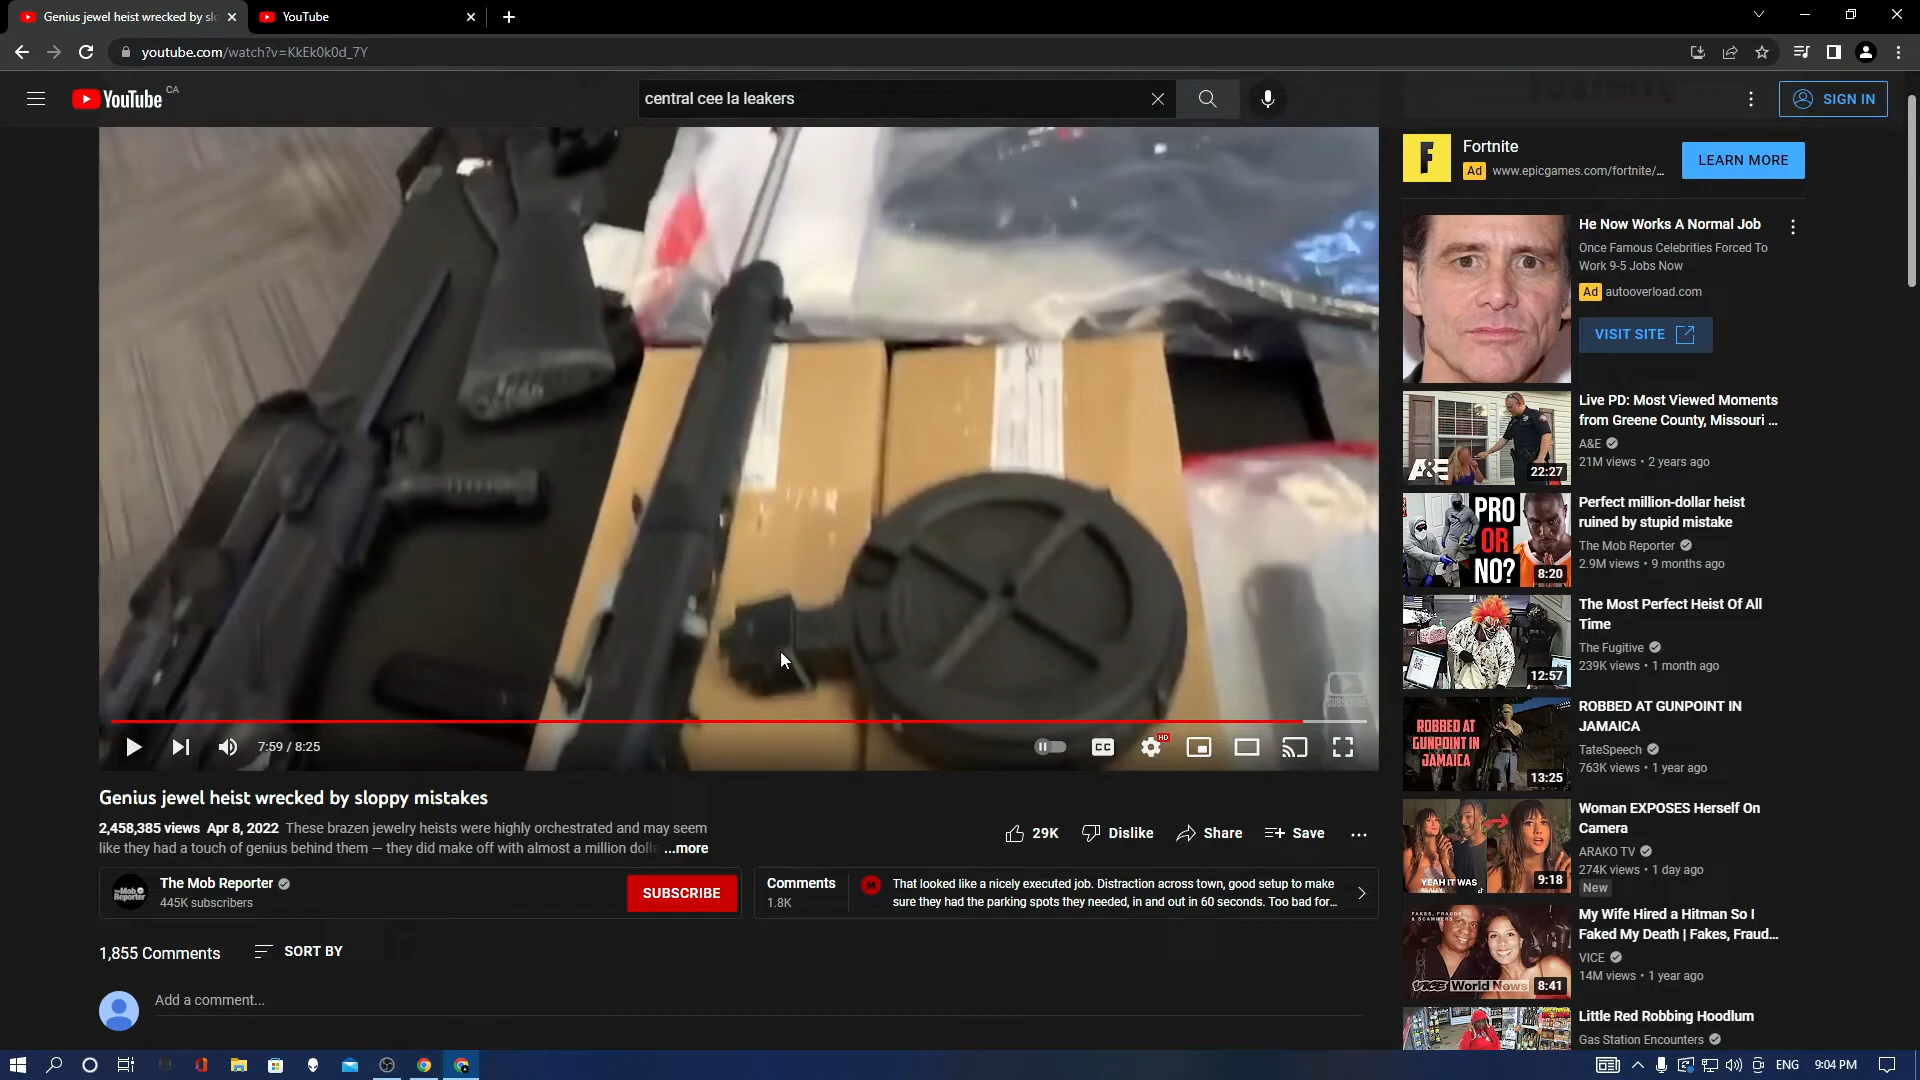 Genius jewel heist wrecked by slo
YouTube
youtube.com/watch?v=KkEk0k0d_7Y
YouTube CA
central cee la leakers
SIGN IN
SUBSCRIBE
7:59 / 8:25
CC
HD
Genius jewel heist wrecked by sloppy mistakes
2,458,385 views Apr 8, 2022 These brazen jewelry heists were highly orchestrated and may seem
like they had a touch of genius behind them — they did make off with almost a million doll ...more
29K
Dislike
Share
Save
The Mob Reporter
445K subscribers
SUBSCRIBE
Comments
1.8K
That looked like a nicely executed job. Distraction across town, good setup to make
sure they had the parking spots they needed, in and out in 60 seconds. Too bad for...
1,855 Comments
SORT BY
Add a comment...
Fortnite
Ad www.epicgames.com/fortnite/...
LEARN MORE
He Now Works A Normal Job
Once Famous Celebrities Forced To
Work 9-5 Jobs Now
Ad autooverload.com
VISIT SITE
A&E
22:27
Live PD: Most Viewed Moments
from Greene County, Missouri ...
A&E
21M views • 2 years ago
PRO
OR
NO?
8:20
Perfect million-dollar heist
ruined by stupid mistake
The Mob Reporter
2.9M views • 9 months ago
12:57
The Most Perfect Heist Of All
Time
The Fugitive
239K views • 1 month ago
ROBBED AT
GUNPOINT IN
JAMAICA
13:25
ROBBED AT GUNPOINT IN
JAMAICA
TateSpeech
763K views • 1 year ago
YEAH IT WAS
9:18
Woman EXPOSES Herself On
Camera
ARAKO TV
274K views • 1 day ago
New
FAKES, FRAUDS
& SCAMMERS
VICE World News
8:41
My Wife Hired a Hitman So I
Faked My Death | Fakes, Fraud...
VICE
14M views • 1 year ago
Little Red Robbing Hoodlum
Gas Station Encounters
ENG
9:04 PM